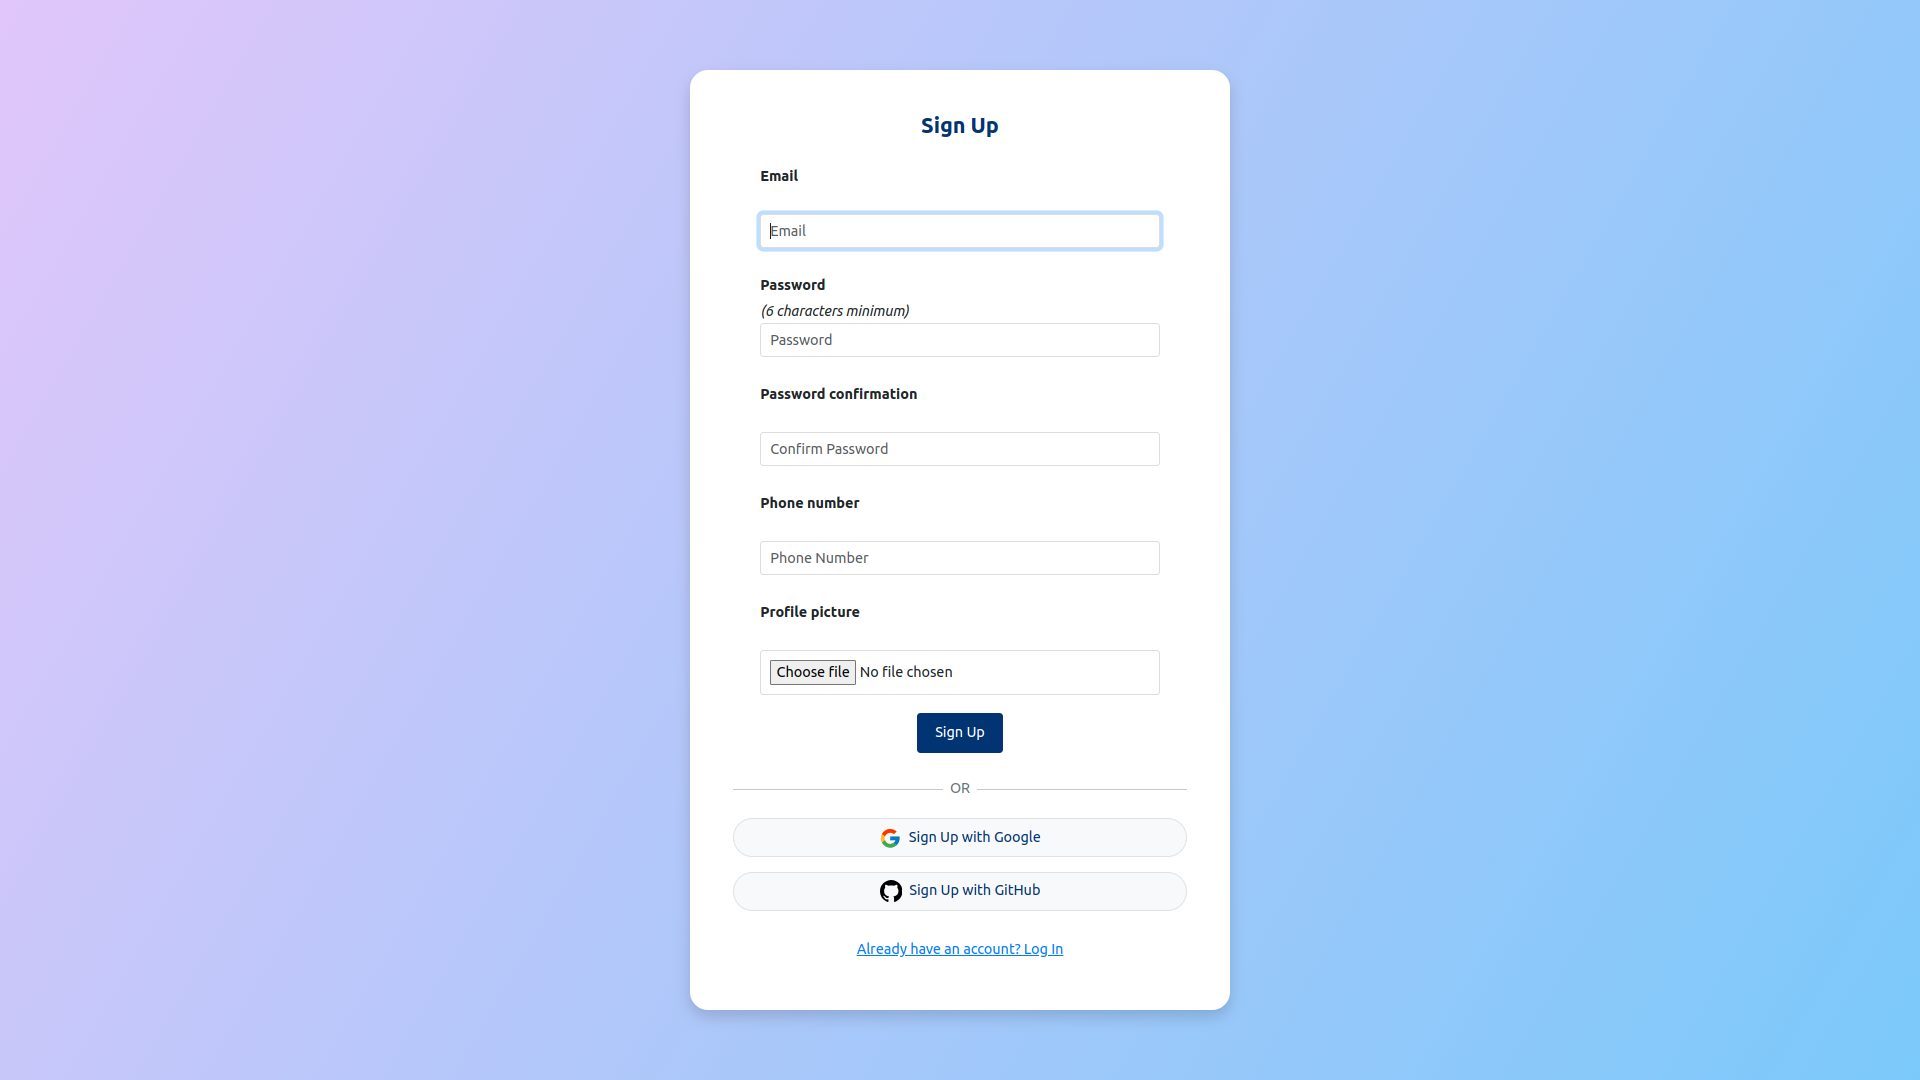 Sign Up
Email
Email
Password
(6 characters minimum)
Password
Password confirmation
Confirm Password
Phone number
Phone Number
Profile picture
Choose file No file chosen
Sign Up
OR
Sign Up with Google
Sign Up with GitHub
Already have an account? Log In